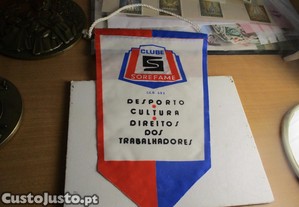 CLUBE
S
SOREFAME
DESPORTO
CULTURA
DIREITOS
DOS
TRABALHADORES
CustoJusto.pt